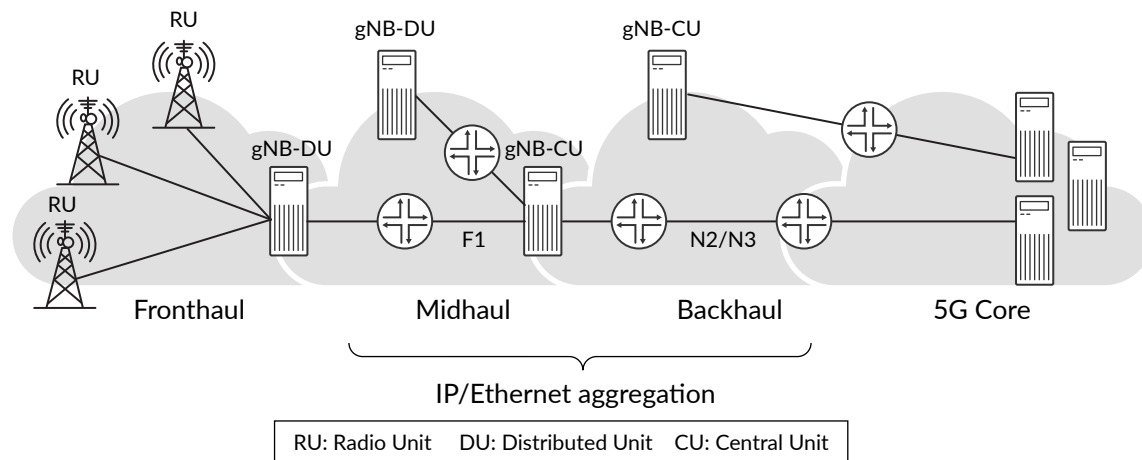 RU
gNB-DU
gNB-CU
RU
gNB-DU
gNB-CU
RU
F1
N2/N3
Fronthaul
Midhaul
Backhaul
5G Core
IP/Ethernet aggregation
RU: Radio Unit DU: Distributed Unit CU: Central Unit